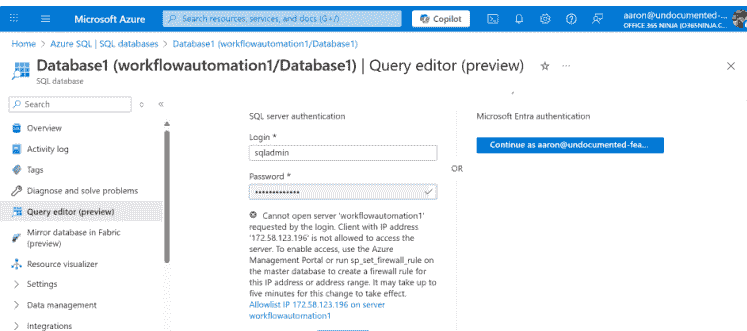 Microsoft Azure
Search resources, services, and docs (G+/)
Copilot
aaron@undocumented-...
OFFICE 365 NINJA (O365NINJA.C...
Home > Azure SQL | SQL databases > Database1 (workflowautomation1/Database1)
Database1 (workflowautomation1/Database1) | Query editor (preview)
SQL database
Search
Overview
Activity log
Tags
Diagnose and solve problems
Query editor (preview)
Mirror database in Fabric
(preview)
Resource visualizer
Settings
Data management
Integrations
SQL server authentication
Login *
sqladmin
Password *
Cannot open server 'workflowautomation1'
requested by the login. Client with IP address
'172.58.123.196' is not allowed to access the
server. To enable access, use the Azure
Management Portal or run sp_set_firewall_rule on
the master database to create a firewall rule for
this IP address or address range. It may take up to
five minutes for this change to take effect.
Allowlist IP 172.58.123.196 on server
workflowautomation1
OR
Microsoft Entra authentication
Continue as aaron@undocumented-fea...